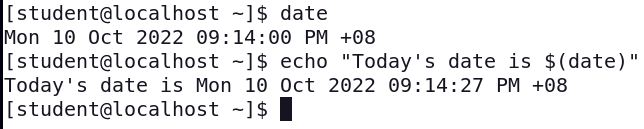 [student@localhost ~]$ date
Mon 10 Oct 2022 09:14:00 PM +08
[student@localhost ~]$ echo "Today's date is $(date)"
Today's date is Mon 10 Oct 2022 09:14:27 PM +08
[student@localhost ~]$